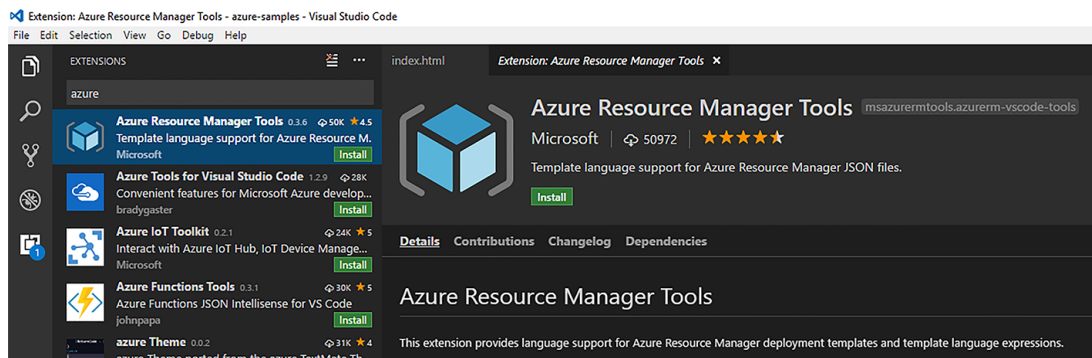 Extension: Azure Resource Manager Tools - azure-samples - Visual Studio Code
File Edit Selection View Go Debug Help
EXTENSIONS
azure
Azure Resource Manager Tools 0.3.6 50K 4.5
Template language support for Azure Resource M.
Microsoft Install
Azure Tools for Visual Studio Code 1.2.9 28K
Convenient features for Microsoft Azure develop...
bradygaster Install
Azure IoT Toolkit 0.2.1 24K 5
Interact with Azure IoT Hub, IoT Device Manage...
Microsoft Install
Azure Functions Tools 0.3.1 30K 5
Azure Functions JSON Intellisense for VS Code
johnpapa Install
azure Theme 0.0.2 31K 4
1
index.html Extension: Azure Resource Manager Tools
Azure Resource Manager Tools msazurermtools.azurerm-vscode-tools
Microsoft 50972
Template language support for Azure Resource Manager JSON files.
Install
Details Contributions Changelog Dependencies
Azure Resource Manager Tools
This extension provides language support for Azure Resource Manager deployment templates and template language expressions.